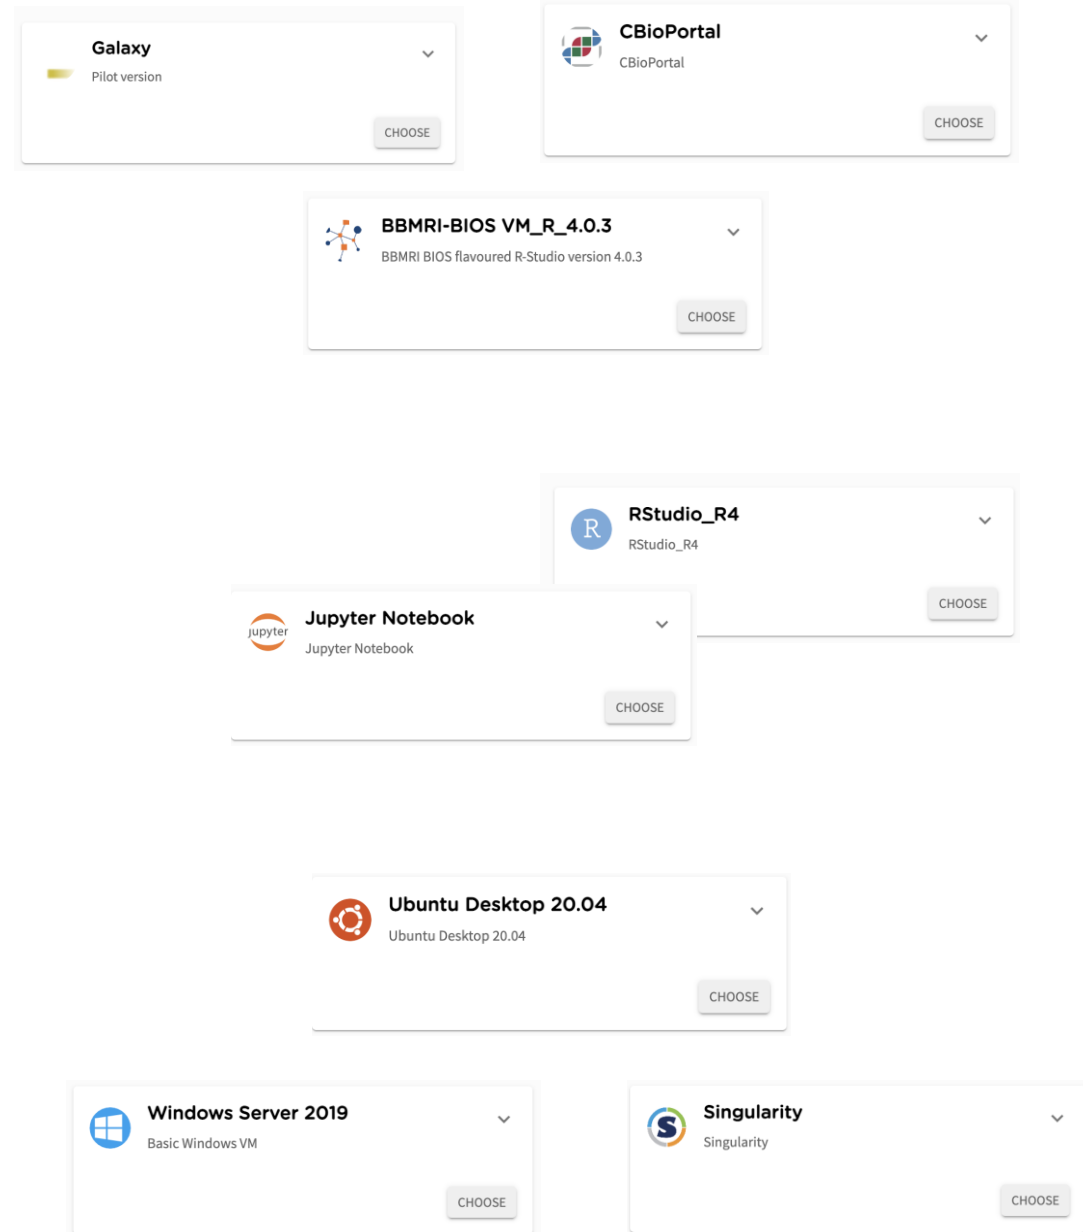 Galaxy
Pilot version
CHOOSE
CBioPortal
CBioPortal
CHOOSE
BBMRI-BIOS VM_R_4.0.3
BBMRI BIOS flavoured R-Studio version 4.0.3
CHOOSE
R
RStudio_R4
RStudio_R4
CHOOSE
jupyter
Jupyter Notebook
Jupyter Notebook
CHOOSE
Ubuntu Desktop 20.04
Ubuntu Desktop 20.04
CHOOSE
Windows Server 2019
Basic Windows VM
CHOOSE
S
Singularity
Singularity
CHOOSE